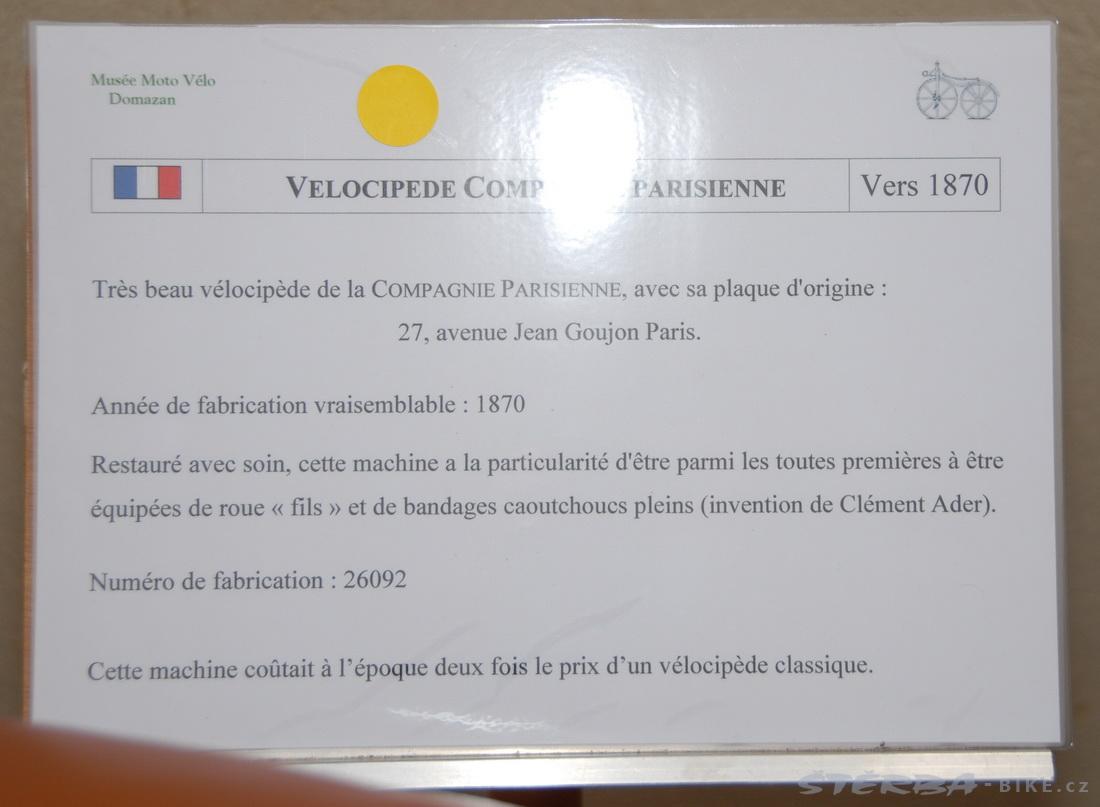 Musée Moto Vélo
Domazan
VELOCIPEDE PARISIENNE
Vers 1870
Très beau vélocipède de la COMPAGNIE PARISIENNE, avec sa plaque d'origine :
27, avenue Jean Goujon Paris.
Année de fabrication vraisemblable : 1870
Restauré avec soin, cette machine a la particularité d'être parmi les toutes premières à être
équipées de roue « fils » et de bandages caoutchoucs pleins (invention de Clément Ader).
Numéro de fabrication : 26092
Cette machine coûtait à l'époque deux fois le prix d'un vélocipède classique.
ŠTĚRBA-BIKE.cz